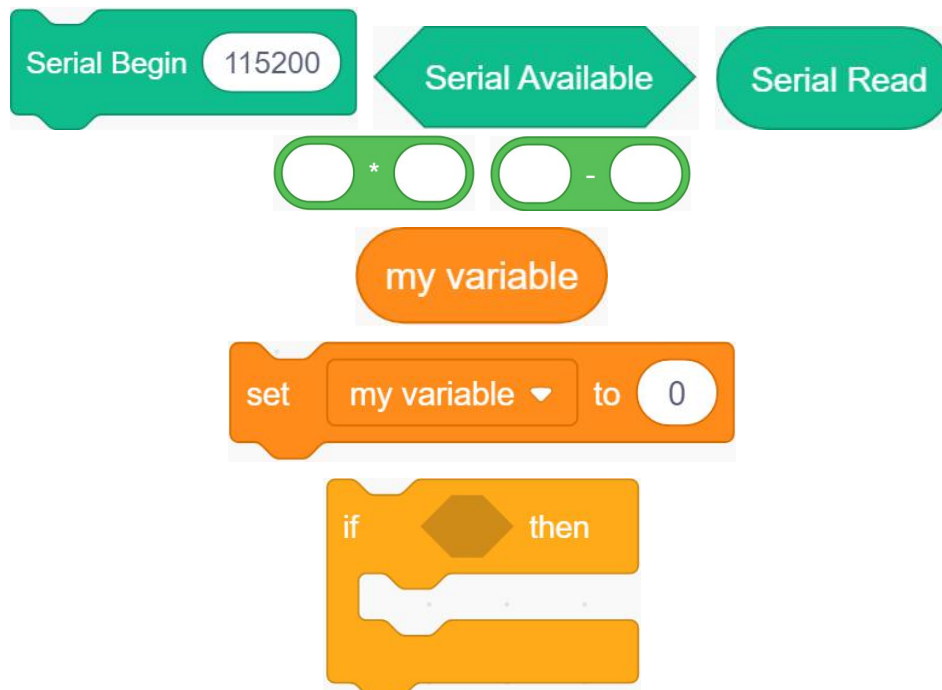 Serial Begin 115200 Serial Available Serial Read
* -
my variable
set my variable to 0
if then